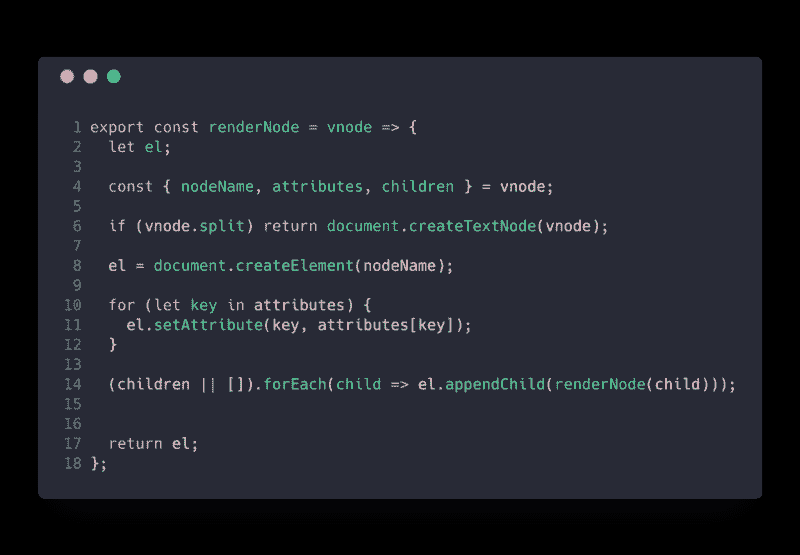 1 export const renderNode = vnode => {
2   let el;
3
4   const { nodeName, attributes, children } = vnode;
5
6   if (vnode.split) return document.createTextNode(vnode);
7
8   el = document.createElement(nodeName);
9
10   for (let key in attributes) {
11     el.setAttribute(key, attributes[key]);
12   }
13
14   (children || []).forEach(child => el.appendChild(renderNode(child)));
15
16
17   return el;
18 };